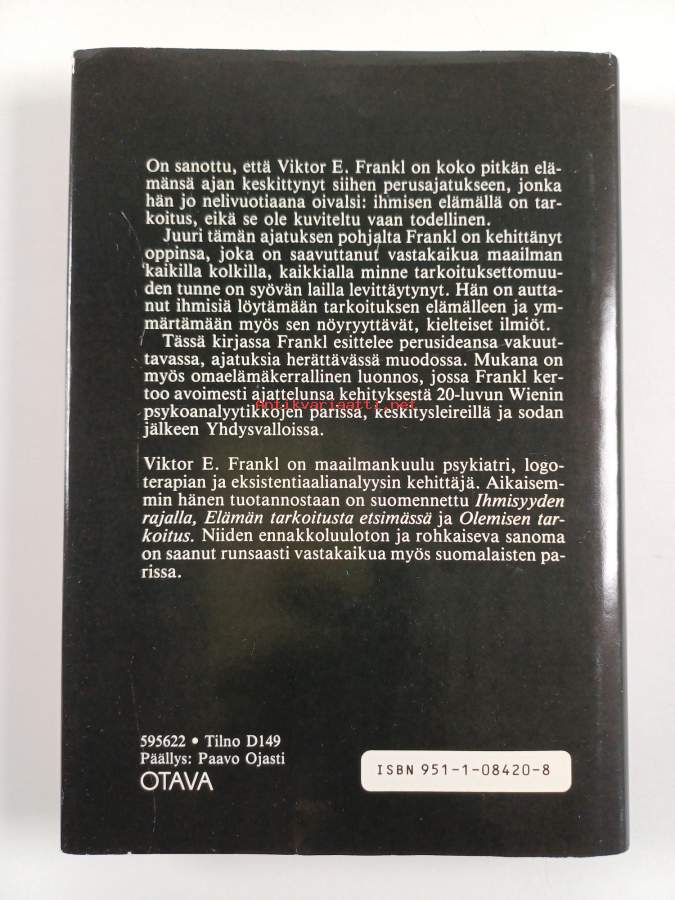 On sanottu, että Viktor E. Frankl on koko pitkän elä-
mänsä ajan keskittynyt siihen perusajatukseen, jonka
hän jo nelivuotiaana oivalsi: ihmisen elämällä on tar-
koitus, eikä se ole kuviteltu vaan todellinen.
Juuri tämän ajatuksen pohjalta Frankl on kehittänyt
oppinsa, joka on saavuttanut vastakaikua maailman
kaikilla kolkilla, kaikkialla minne tarkoituksettomuu-
den tunne on syövän lailla levittäytynyt. Hän on autta-
nut ihmisiä löytämään tarkoituksen elämälleen ja ym-
märtämään myös sen nöyryyttävät, kielteiset ilmiöt.
Tässä kirjassa Frankl esittelee perusideansa vakuut-
tavassa, ajatuksia herättävässä muodossa. Mukana on
myös omaelämäkerrallinen luonnos, jossa Frankl ker-
too avoimesti ajattelunsa kehityksestä 20-luvun Wienin
Antikvariaatti.net
psykoanalyytikkojen parissa, keskitysleireillä ja sodan
jälkeen Yhdysvalloissa.
Viktor E. Frankl on maailmankuulu psykiatri, logo-
terapian ja eksistentiaalianalyysin kehittäjä. Aikaisem-
min hänen tuotannostaan on suomennettu Ihmisyyden
rajalla, Elämän tarkoitusta etsimässä ja Olemisen tar-
koitus. Niiden ennakkoluuloton ja rohkaiseva sanoma
on saanut runsaasti vastakaikua myös suomalaisten pa-
rissa.
595622 • Tilno D149
Päällys: Paavo Ojasti
OTAVA
ISBN 951-1-08420-8